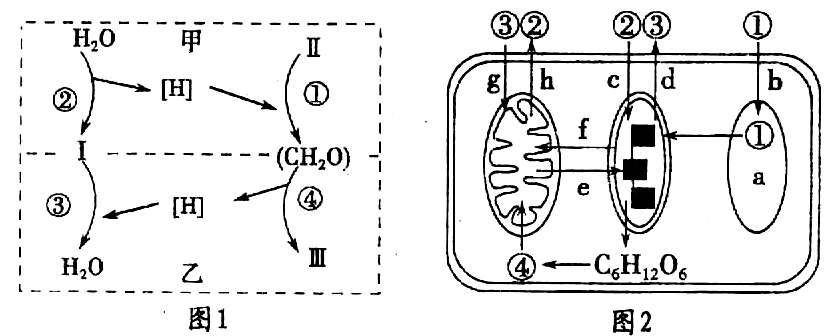 H₂O 甲 Ⅱ
② [H] ①
Ⅰ (CH₂O)
③ [H] ④
H₂O 乙 Ⅲ
图1
③② ②③ ①
g h c d b
f ①
e a
④ C₆H₁₂O₆
图2